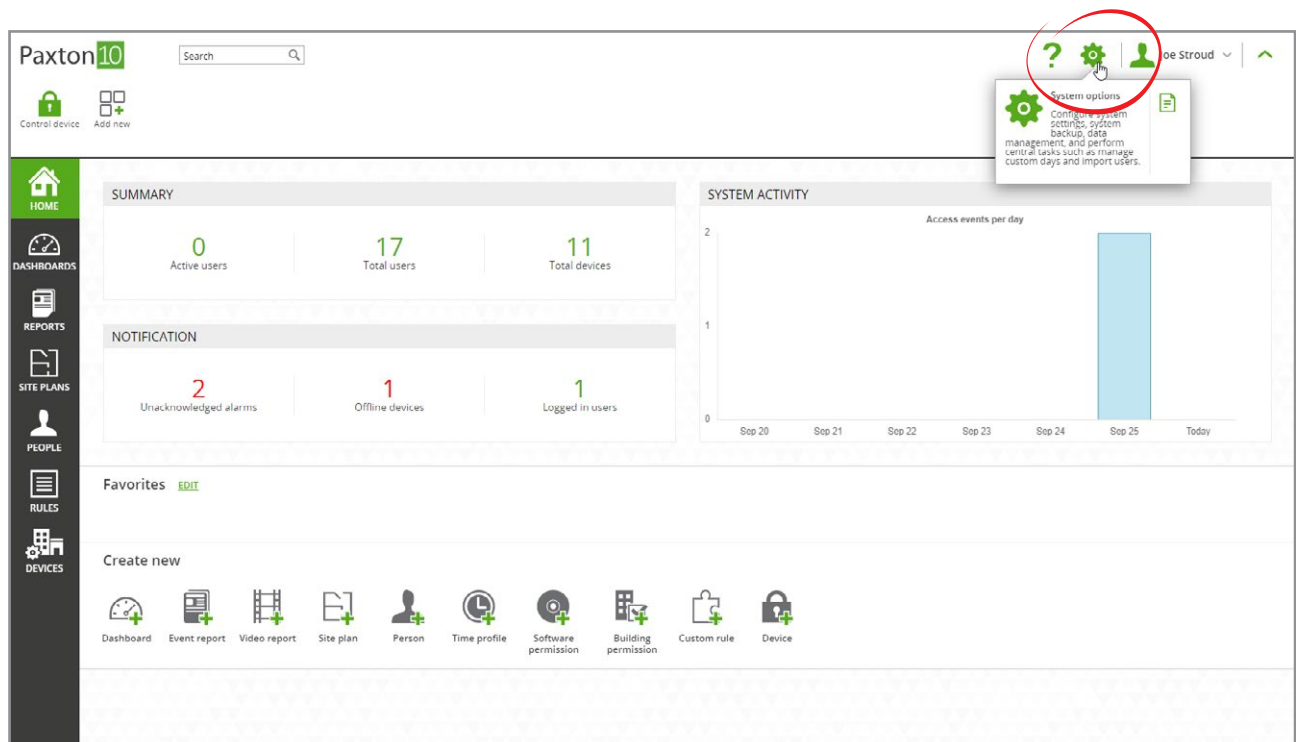 Paxton 10
Search
? Joe Stroud
Control device
Add new
System options
Configure system
settings, system
backup, data
management, and perform
central tasks such as manage
custom days and import users.
HOME
DASHBOARDS
REPORTS
SITE PLANS
PEOPLE
RULES
DEVICES
SUMMARY
0
Active users
17
Total users
11
Total devices
NOTIFICATION
2
Unacknowledged alarms
1
Offline devices
1
Logged in users
SYSTEM ACTIVITY
Access events per day
2
1
0
Sep 20 Sep 21 Sep 22 Sep 23 Sep 24 Sep 25 Today
Favorites EDIT
Create new
Dashboard
Event report
Video report
Site plan
Person
Time profile
Software
permission
Building
permission
Custom rule
Device